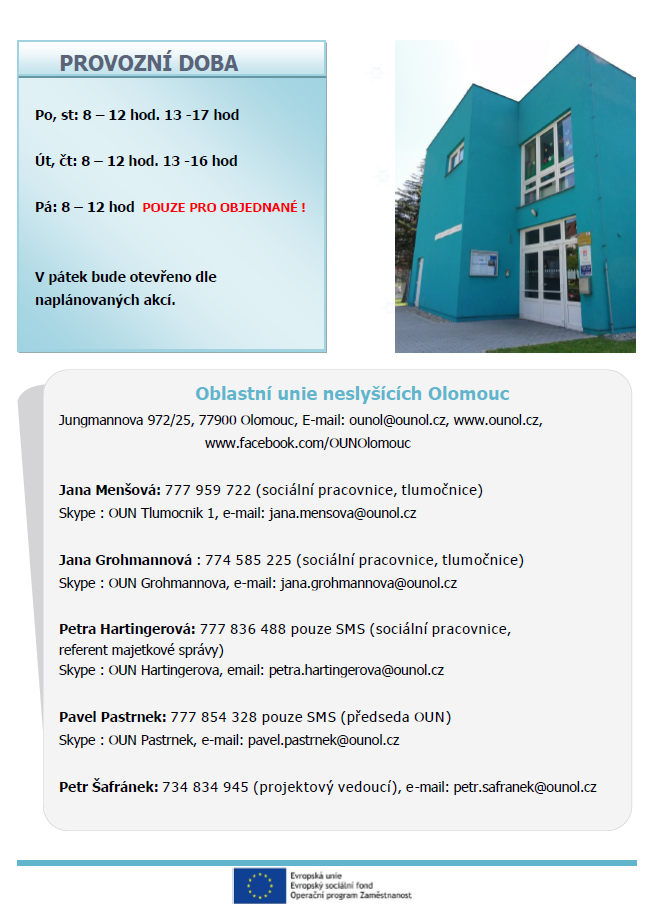 PROVOZNÍ DOBA
Po, st: 8 – 12 hod. 13 -17 hod
Út, čt: 8 – 12 hod. 13 -16 hod
Pá: 8 – 12 hod POUZE PRO OBJEDNANÉ !
V pátek bude otevřeno dle
naplánovaných akcí.
Oblastní unie neslyšících Olomouc
Jungmannova 972/25, 77900 Olomouc, E-mail: ounol@ounol.cz, www.ounol.cz,
www.facebook.com/OUNOlomouc
Jana Menšová: 777 959 722 (sociální pracovnice, tlumočnice)
Skype : OUN Tlumocnik 1, e-mail: jana.mensova@ounol.cz
Jana Grohmannová : 774 585 225 (sociální pracovnice, tlumočnice)
Skype : OUN Grohmannova, e-mail: jana.grohmannova@ounol.cz
Petra Hartingerová: 777 836 488 pouze SMS (sociální pracovnice,
referent majetkové správy)
Skype : OUN Hartingerova, email: petra.hartingerova@ounol.cz
Pavel Pastrnek: 777 854 328 pouze SMS (předseda OUN)
Skype : OUN Pastrnek, e-mail: pavel.pastrnek@ounol.cz
Petr Šafránek: 734 834 945 (projektový vedoucí), e-mail: petr.safranek@ounol.cz
Evropská unie
Evropský sociální fond
Operační program Zaměstnanost